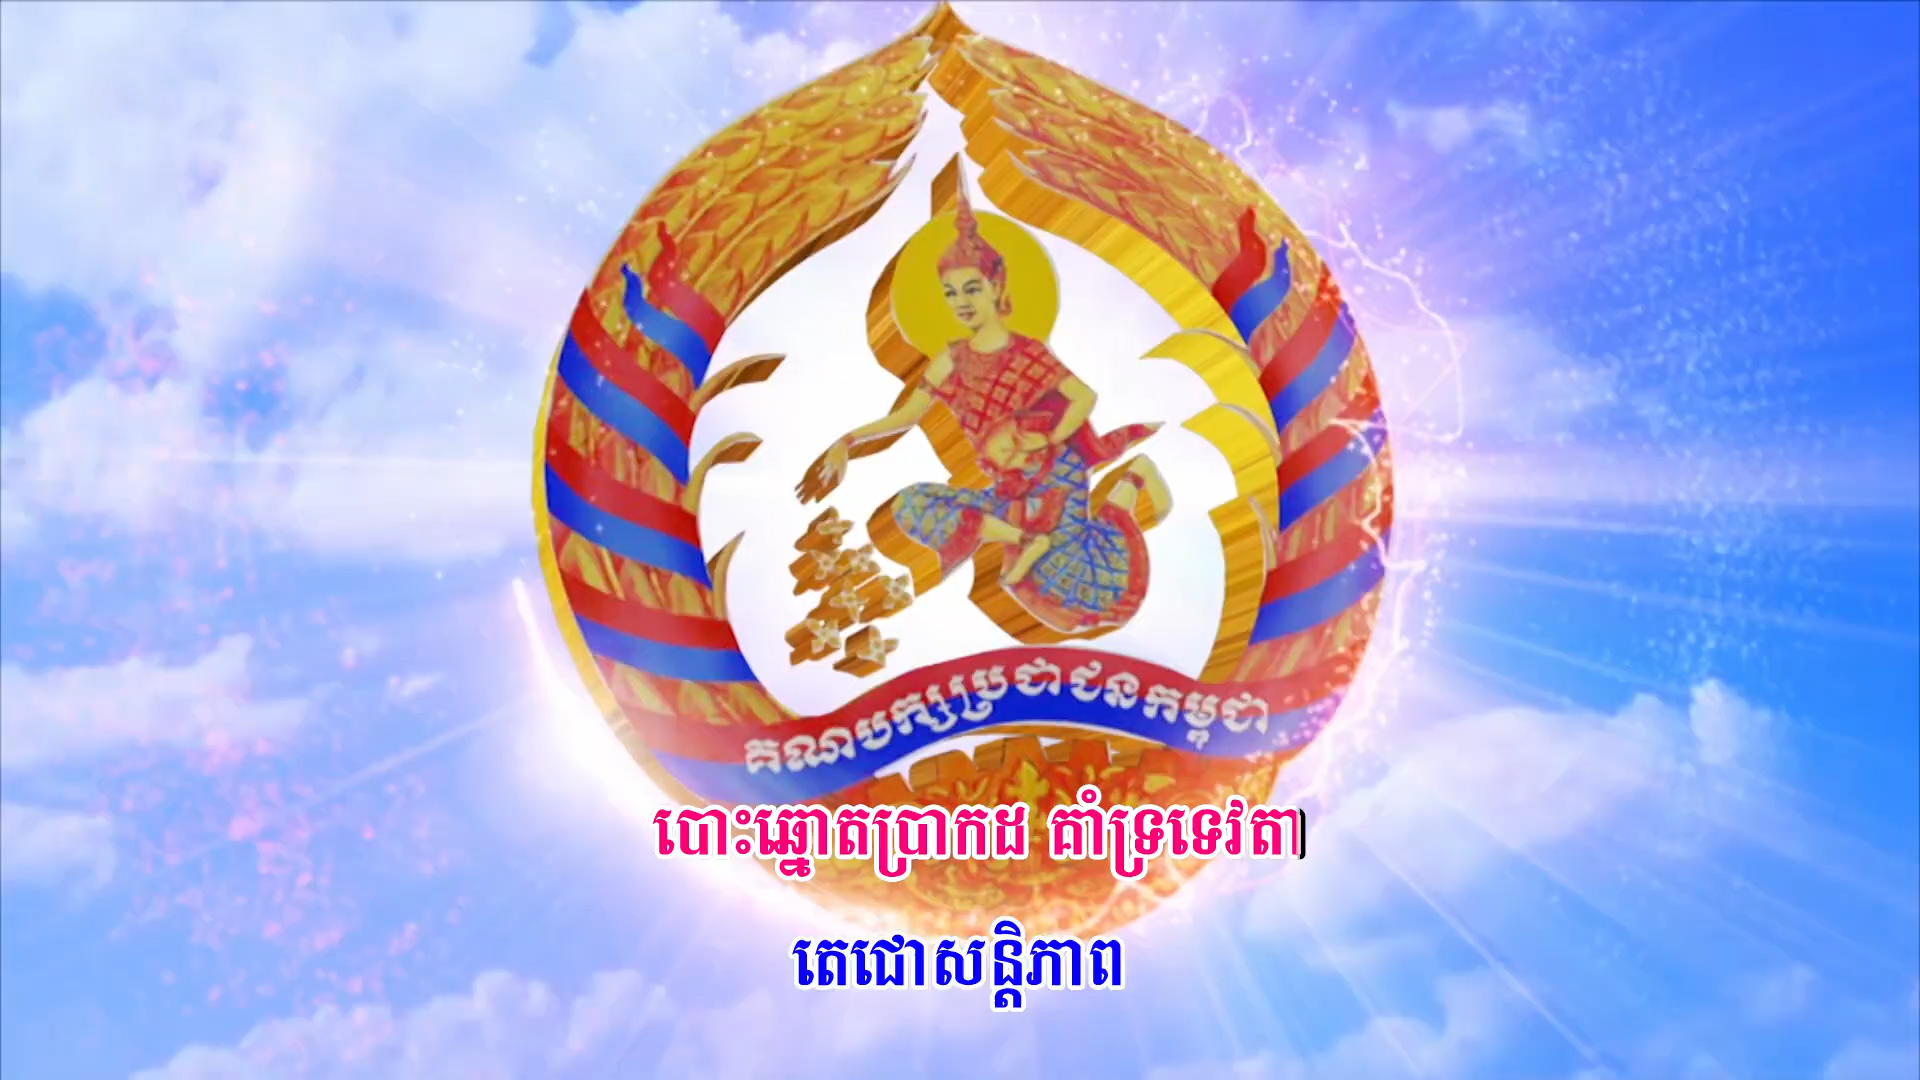 គណបក្សប្រជាជនកម្ពុជា
បោះឆ្នោតប្រាកដ គាំទ្រទេវតា
តេជោសន្តិភាព